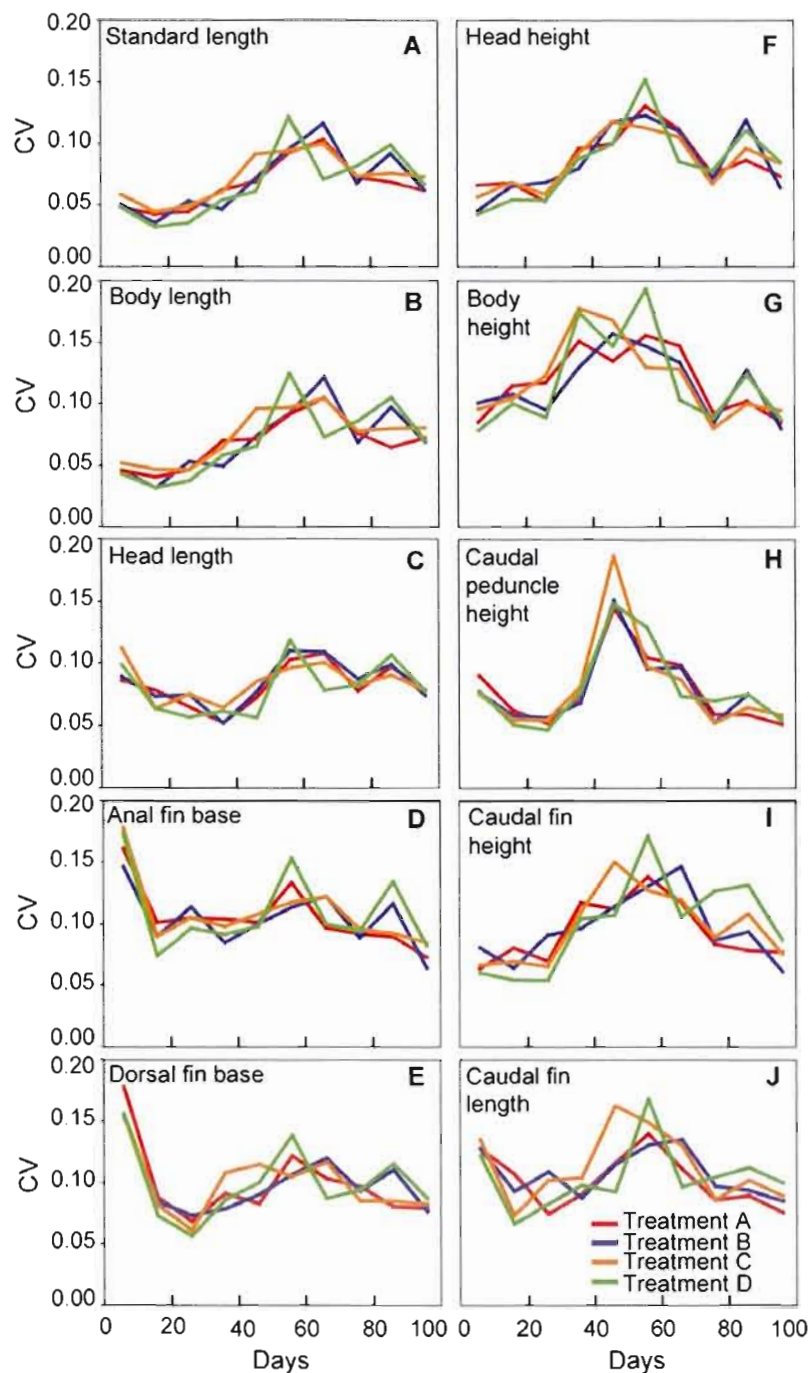 Standard length
A
CV
0.20
0.15
0.10
0.05
0.00
Head height
F
Body length
B
CV
0.20
0.15
0.10
0.05
0.00
Body
height
G
Head length
C
CV
0.20
0.15
0.10
0.05
0.00
Caudal
peduncle
height
H
Anal fin base
D
CV
0.20
0.15
0.10
0.05
0.00
Caudal fin
height
I
Dorsal fin base
E
CV
0.20
0.15
0.10
0.05
0.00
0 20 40 60 80 100
Days
Caudal fin
length
J
Treatment A
Treatment B
Treatment C
Treatment D
0 20 40 60 80 100
Days